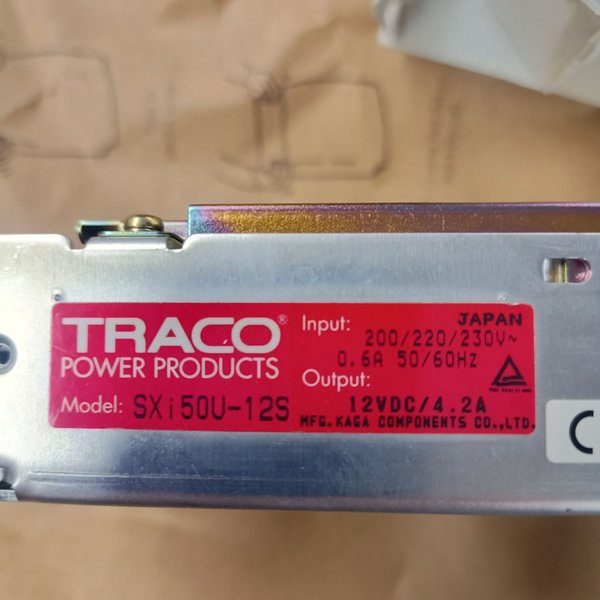 TRACO®
POWER PRODUCTS
Model: SXi50U-12S
JAPAN
Input: 200/220/230V~
0.6A 50/60Hz
Output:
12VDC/4.2A
MFG.KAGA COMPONENTS CO.,LTD.